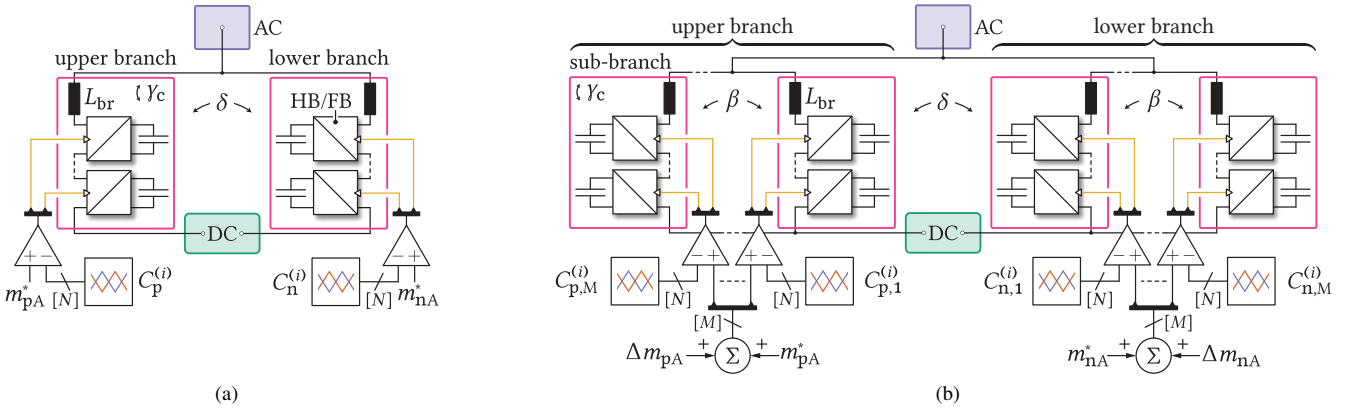 AC
upper branch
lower branch
L_br
γ_c
δ
HB/FB
DC
+ −
− +
m*_pA
[N]
C_p^(i)
C_n^(i)
[N]
m*_nA
(a)
upper branch
AC
lower branch
sub-branch
γ_c
β
L_br
δ
β
DC
+ −
+ −
+ −
+ −
C_p,M^(i)
[N]
[N]
C_p,1^(i)
C_n,1^(i)
[N]
[N]
C_n,M^(i)
[M]
[M]
Δm_pA
+
Σ
+
m*_pA
m*_nA
+
Σ
+
Δm_nA
(b)